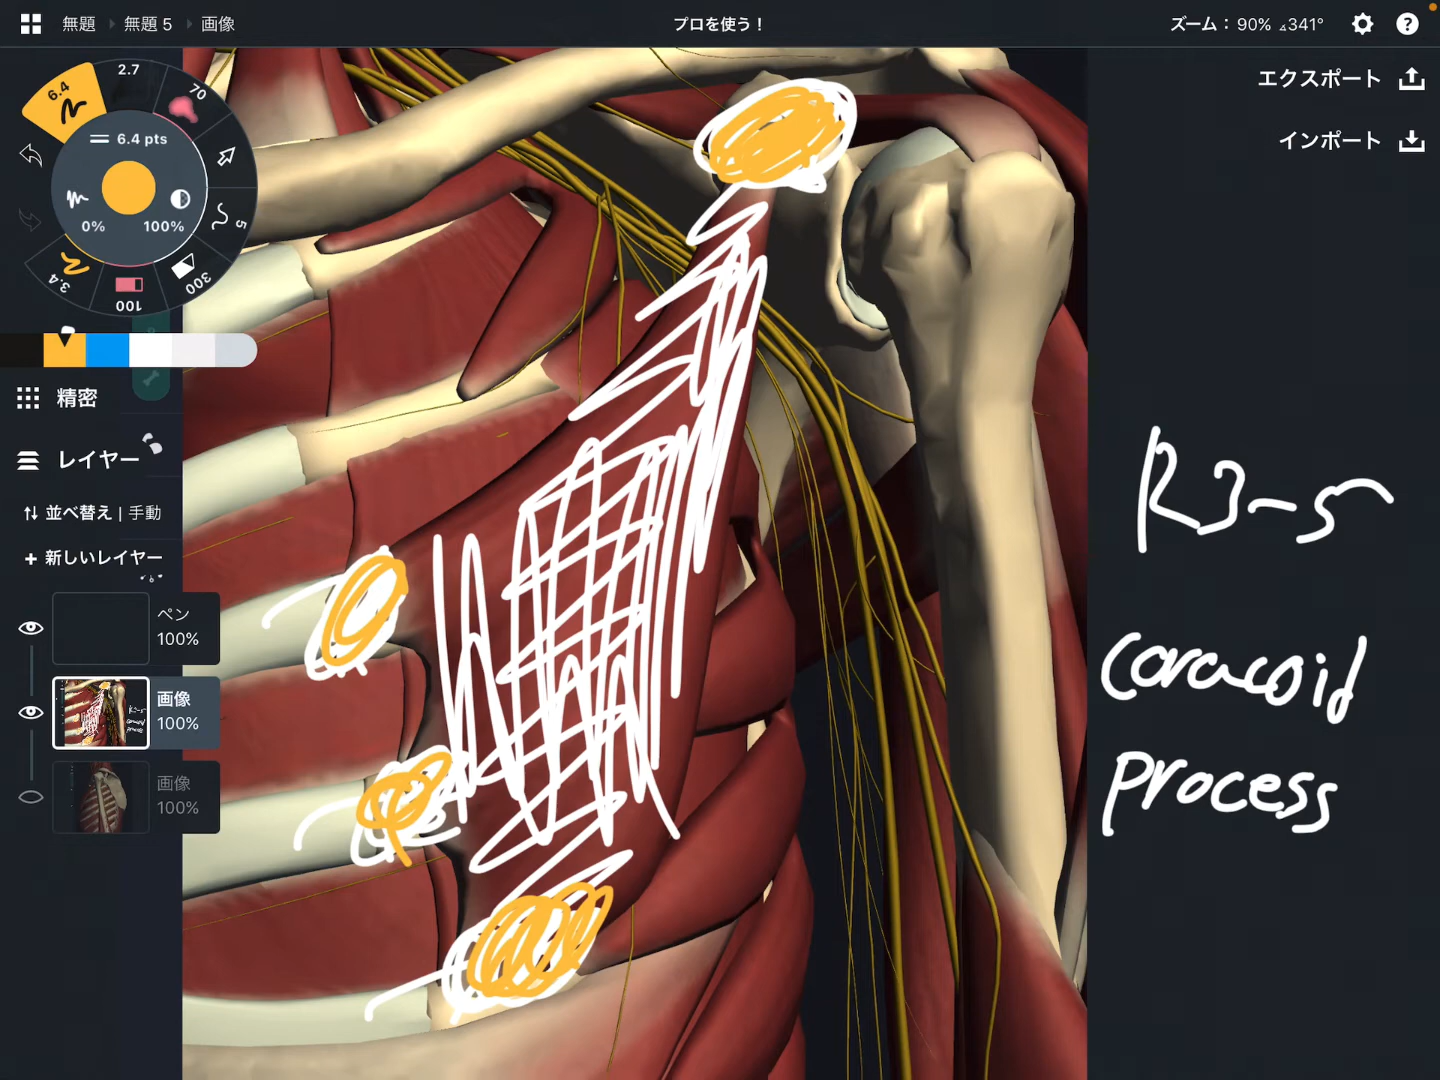 無題 無題 5 画像
プロを使う！
ズーム： 90% ⦟341°
エクスポート
インポート
2.7
6.4
70
6.4 pts
5
0% 100%
3.4
100
300
精密
レイヤー
並べ替え | 手動
+ 新しいレイヤー
ペン
100%
画像
100%
画像
100%
R3-5
coracoid
process